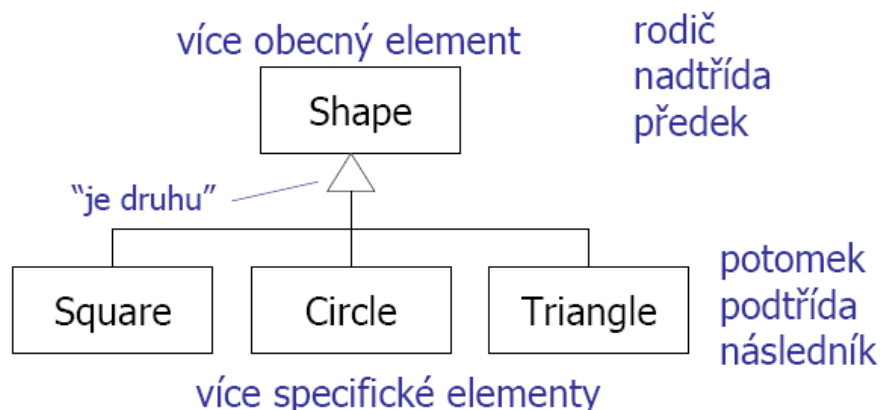 více obecný element
rodič
nadtřída
předek
Shape
“je druhu”
Square
Circle
Triangle
potomek
podtřída
následník
více specifické elementy